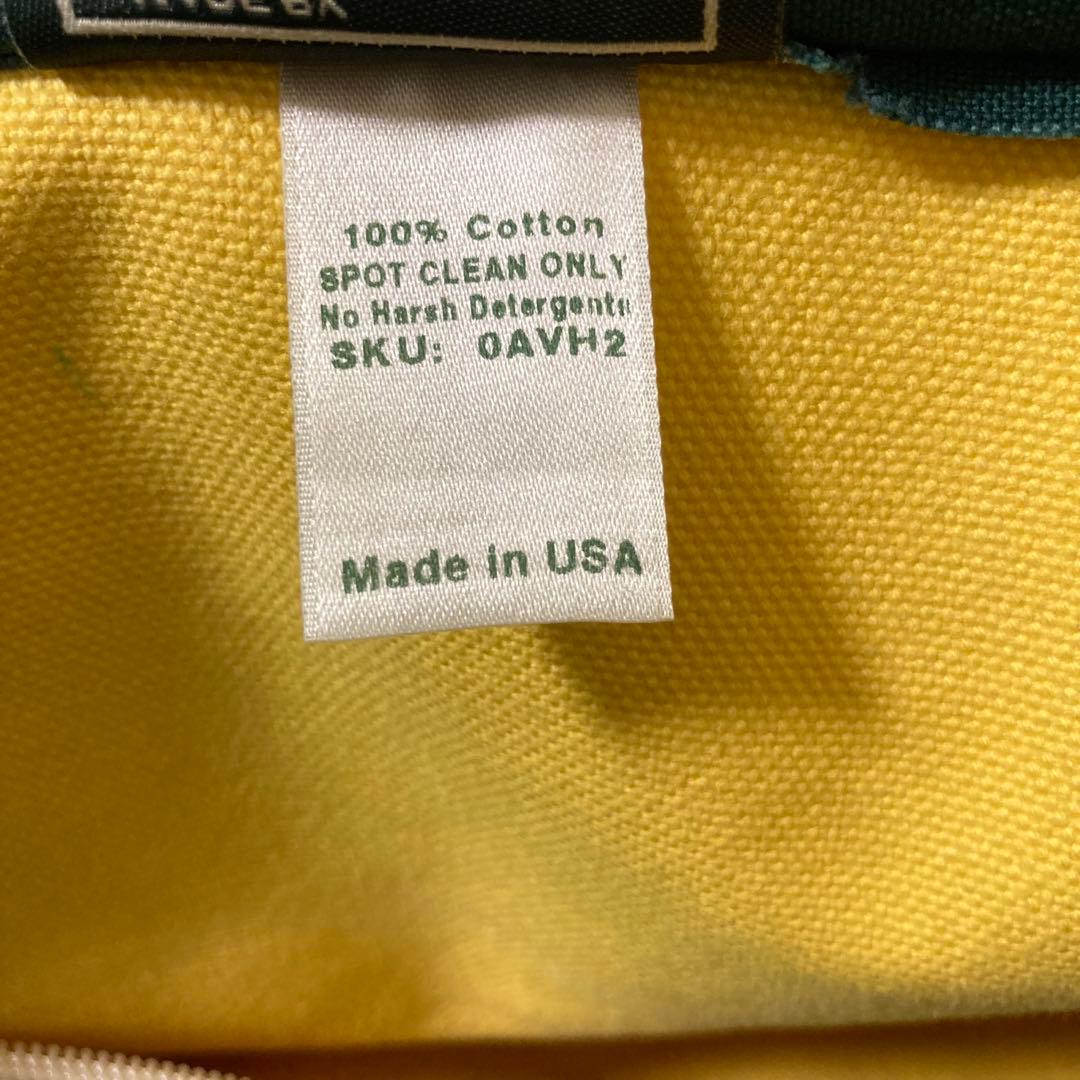 100% Cotton
SPOT CLEAN ONLY
No Harsh Detergents
SKU: 0AVH2
Made in USA